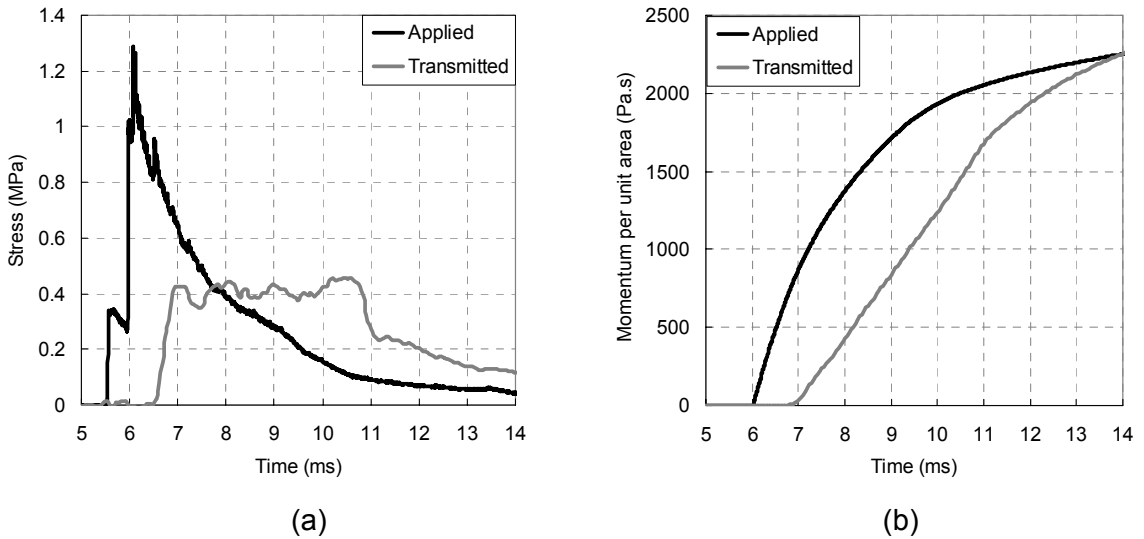 1.4
1.2
1
0.8
0.6
0.4
0.2
0
5 6 7 8 9 10 11 12 13 14
Stress (MPa)
Time (ms)
Applied
Transmitted
(a)
2500
2000
1500
1000
500
0
5 6 7 8 9 10 11 12 13 14
Momentum per unit area (Pa.s)
Time (ms)
Applied
Transmitted
(b)